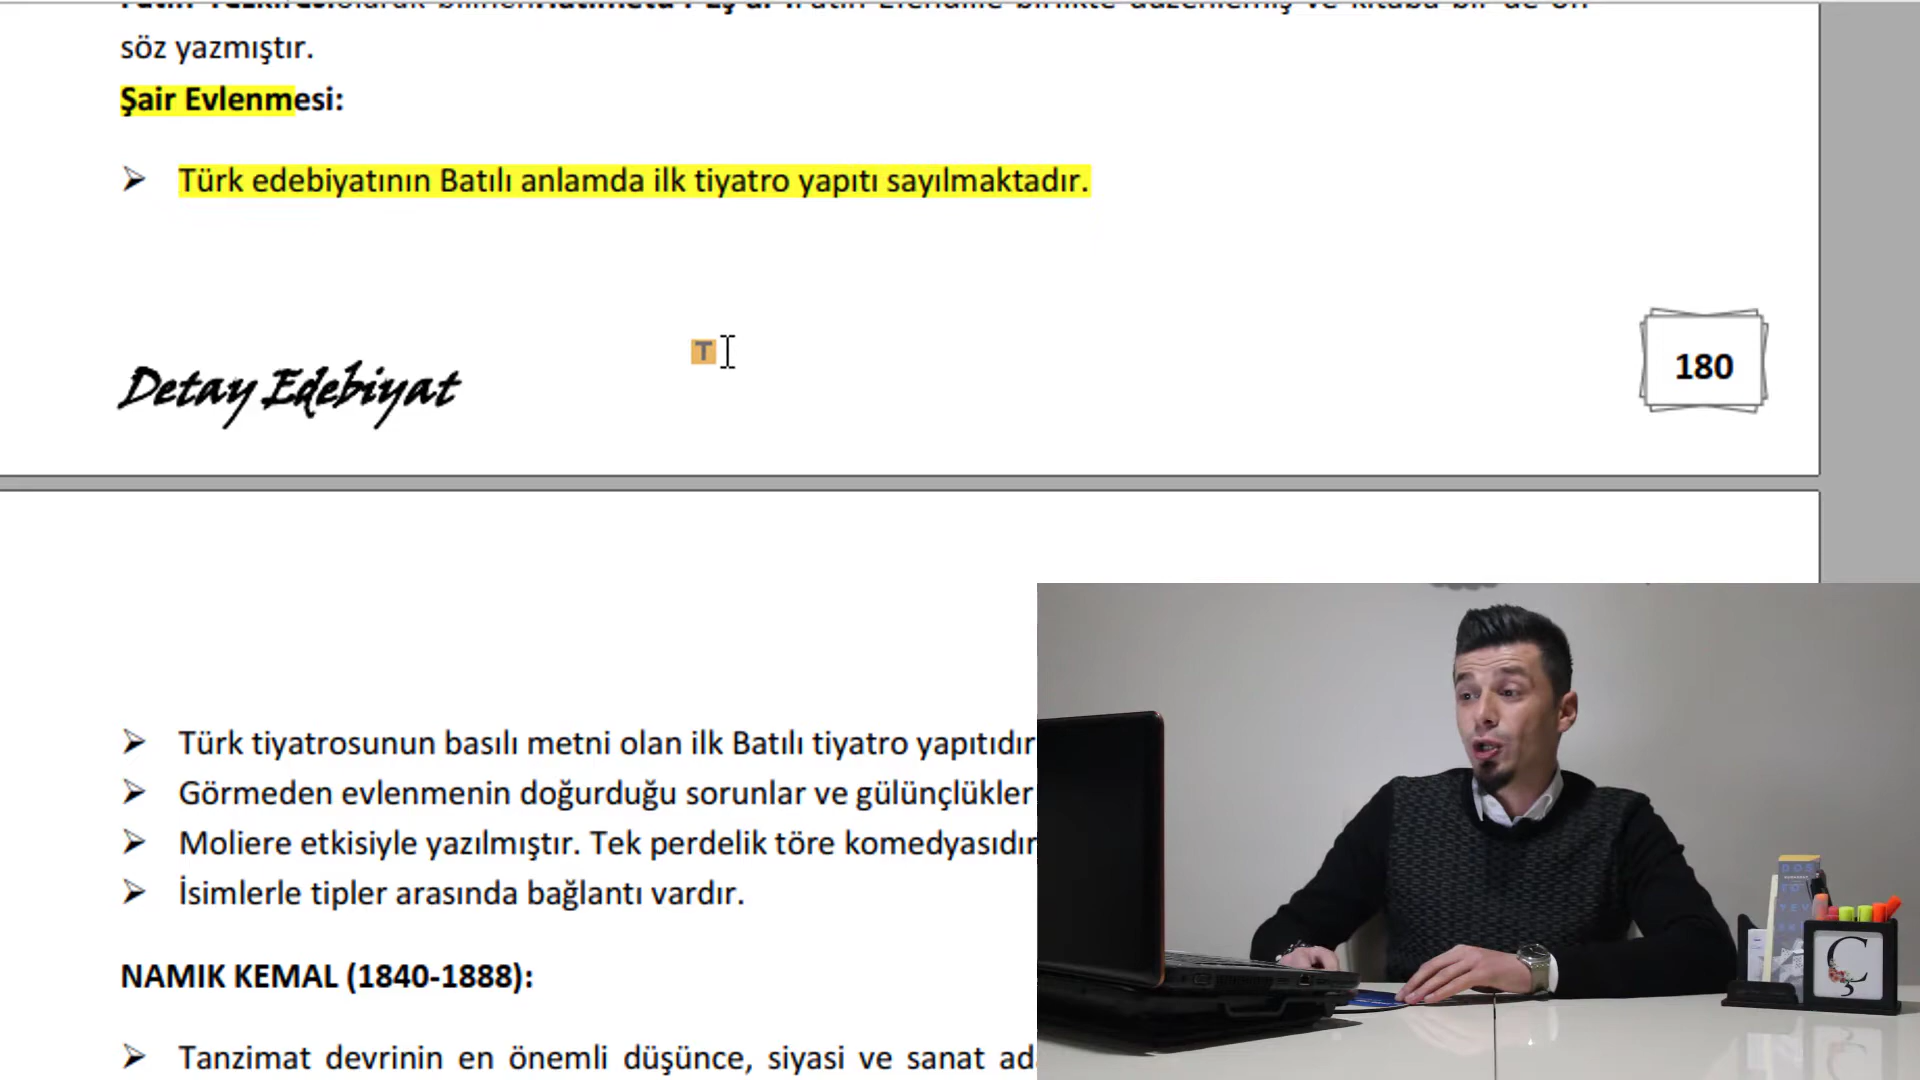 söz yazmıştır.
Şair Evlenmesi:
➢ Türk edebiyatının Batılı anlamda ilk tiyatro yapıtı sayılmaktadır.
T
180
Detay Edebiyat
➢ Türk tiyatrosunun basılı metni olan ilk Batılı tiyatro yapıtıdır
➢ Görmeden evlenmenin doğurduğu sorunlar ve gülünçlükler
➢ Moliere etkisiyle yazılmıştır. Tek perdelik töre komedyasıdır
➢ İsimlerle tipler arasında bağlantı vardır.
NAMIK KEMAL (1840-1888):
➢ Tanzimat devrinin en önemli düşünce, siyasi ve sanat
Ç